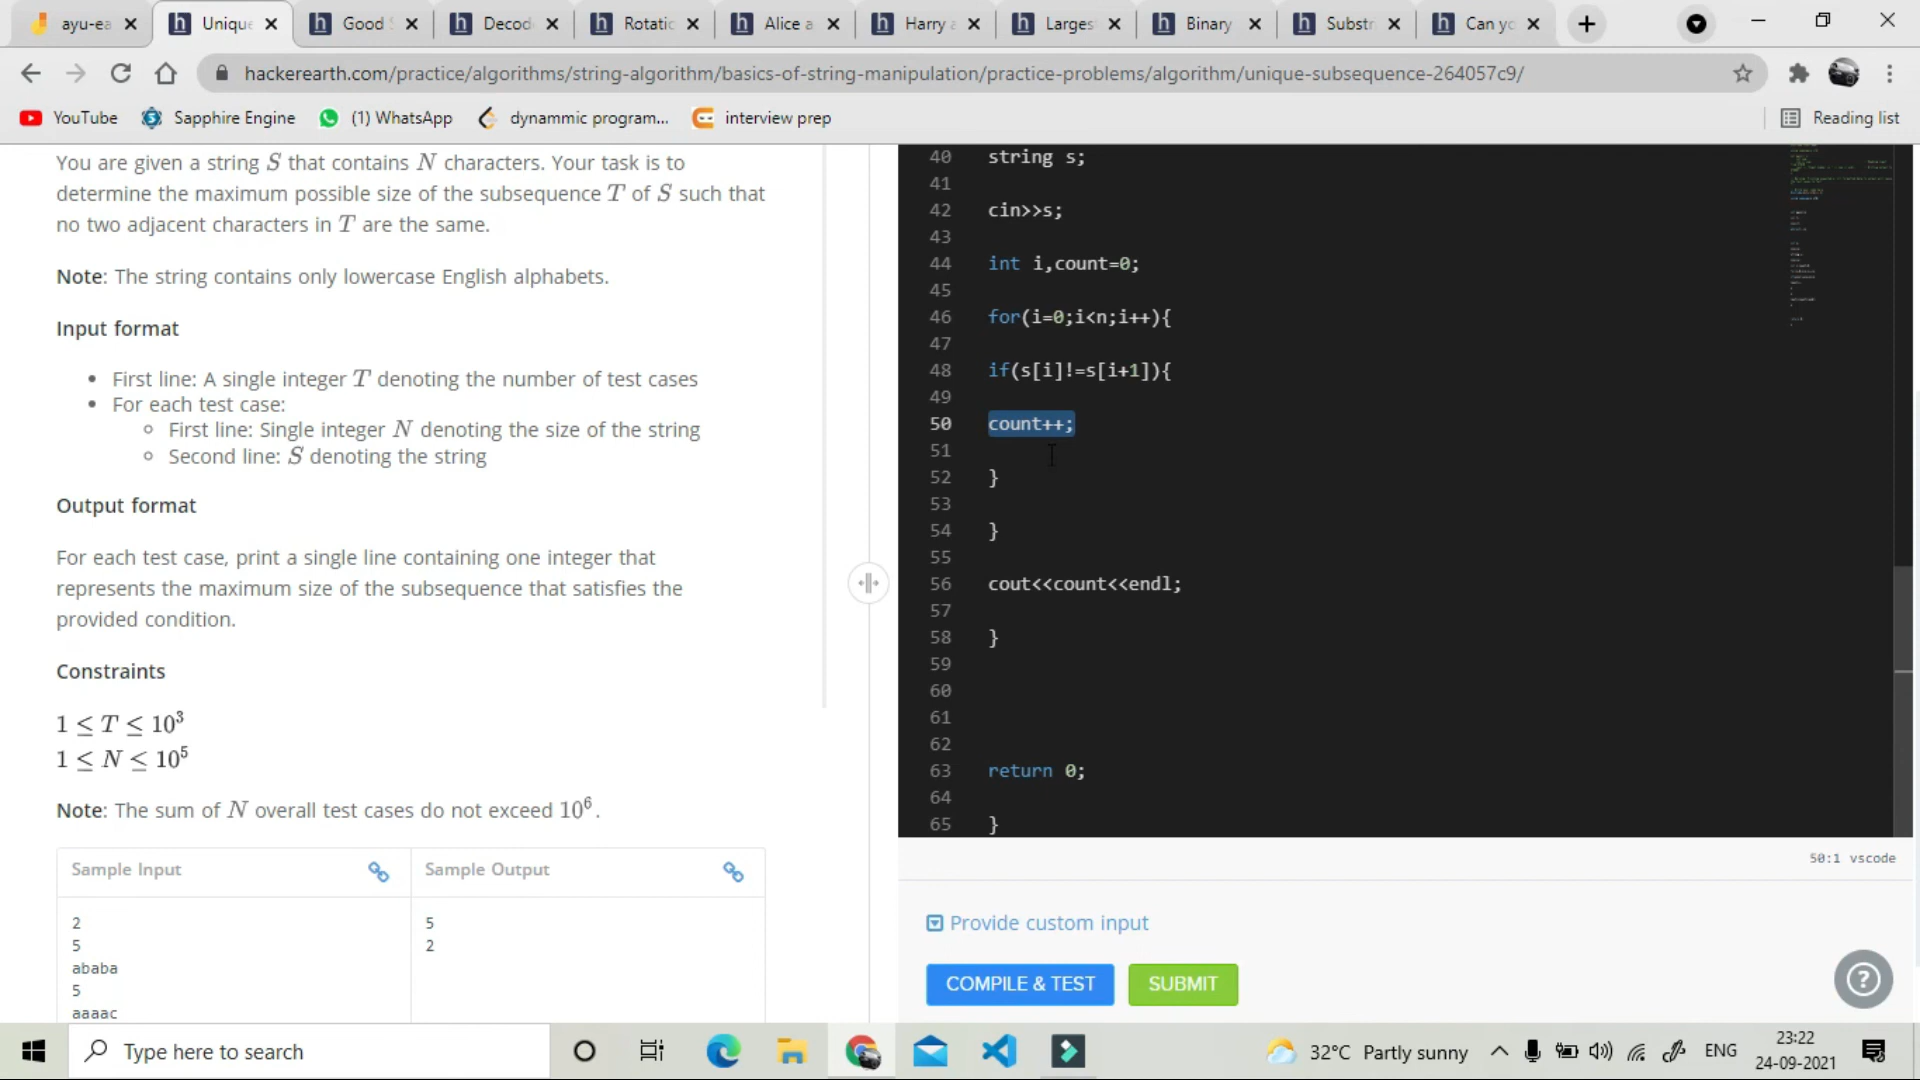 ayu-ea
Uniqu
Good S
Decod
Rotatic
Alice a
Harry a
Larges
Binary
Substr
Can yo
hackerearth.com/practice/algorithms/string-algorithm/basics-of-string-manipulation/practice-problems/algorithm/unique-subsequence-264057c9/
YouTube
Sapphire Engine
(1) WhatsApp
dynammic program...
interview prep
Reading list
You are given a string S that contains N characters. Your task is to
determine the maximum possible size of the subsequence T of S such that
no two adjacent characters in T are the same.
Note: The string contains only lowercase English alphabets.
Input format
• First line: A single integer T denoting the number of test cases
• For each test case:
◦ First line: Single integer N denoting the size of the string
◦ Second line: S denoting the string
Output format
For each test case, print a single line containing one integer that
represents the maximum size of the subsequence that satisfies the
provided condition.
Constraints
1 ≤ T ≤ 10³
1 ≤ N ≤ 10⁵
Note: The sum of N overall test cases do not exceed 10⁶.
Sample Input
Sample Output
2
5
ababa
5
aaaac
5
2
40 string s;
41
42 cin>>s;
43
44 int i,count=0;
45
46 for(i=0;i<n;i++){
47
48 if(s[i]!=s[i+1]){
49
50 count++;
51
52 }
53
54 }
55
56 cout<<count<<endl;
57
58 }
59
60
61
62
63 return 0;
64
65 }
50:1 vscode
Provide custom input
COMPILE & TEST
SUBMIT
Type here to search
32°C Partly sunny
ENG
23:22
24-09-2021